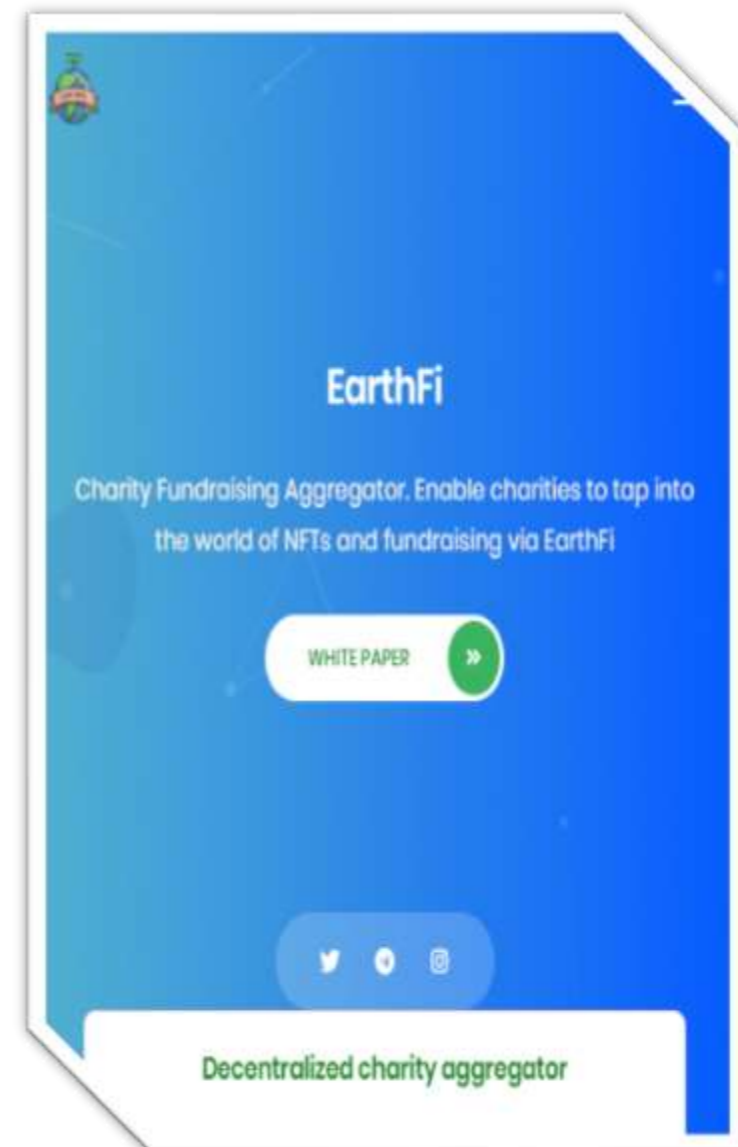 EarthFi
Charity Fundraising Aggregator. Enable charities to tap into
the world of NFTs and fundraising via EarthFi
WHITE PAPER
Decentralized charity aggregator